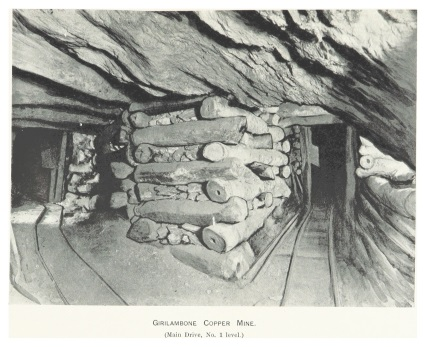 Girilambone Copper Mine.
(Main Drive, No. 1 level.)